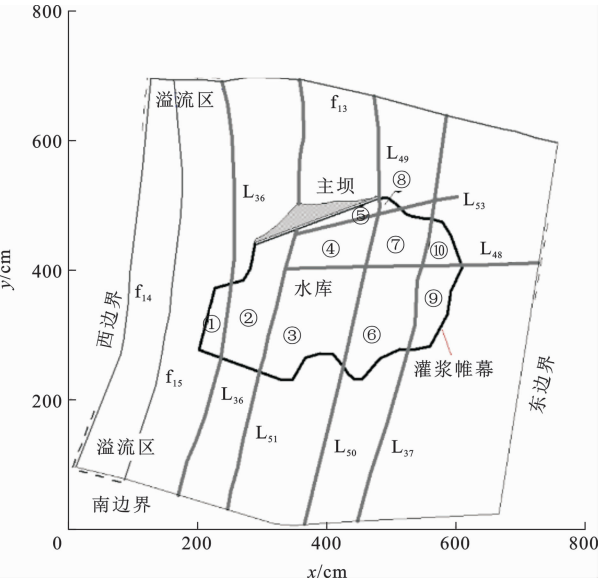 800
600
400
200
0
200
400
600
800
y/cm
x/cm
溢流区
f13
主坝
L36
L49
⑧
⑤
L53
④
⑦
⑩
L48
水库
f14
西边界
①
②
③
⑥
⑨
灌浆帷幕
f15
L36
L51
L50
L37
东边界
溢流区
南边界